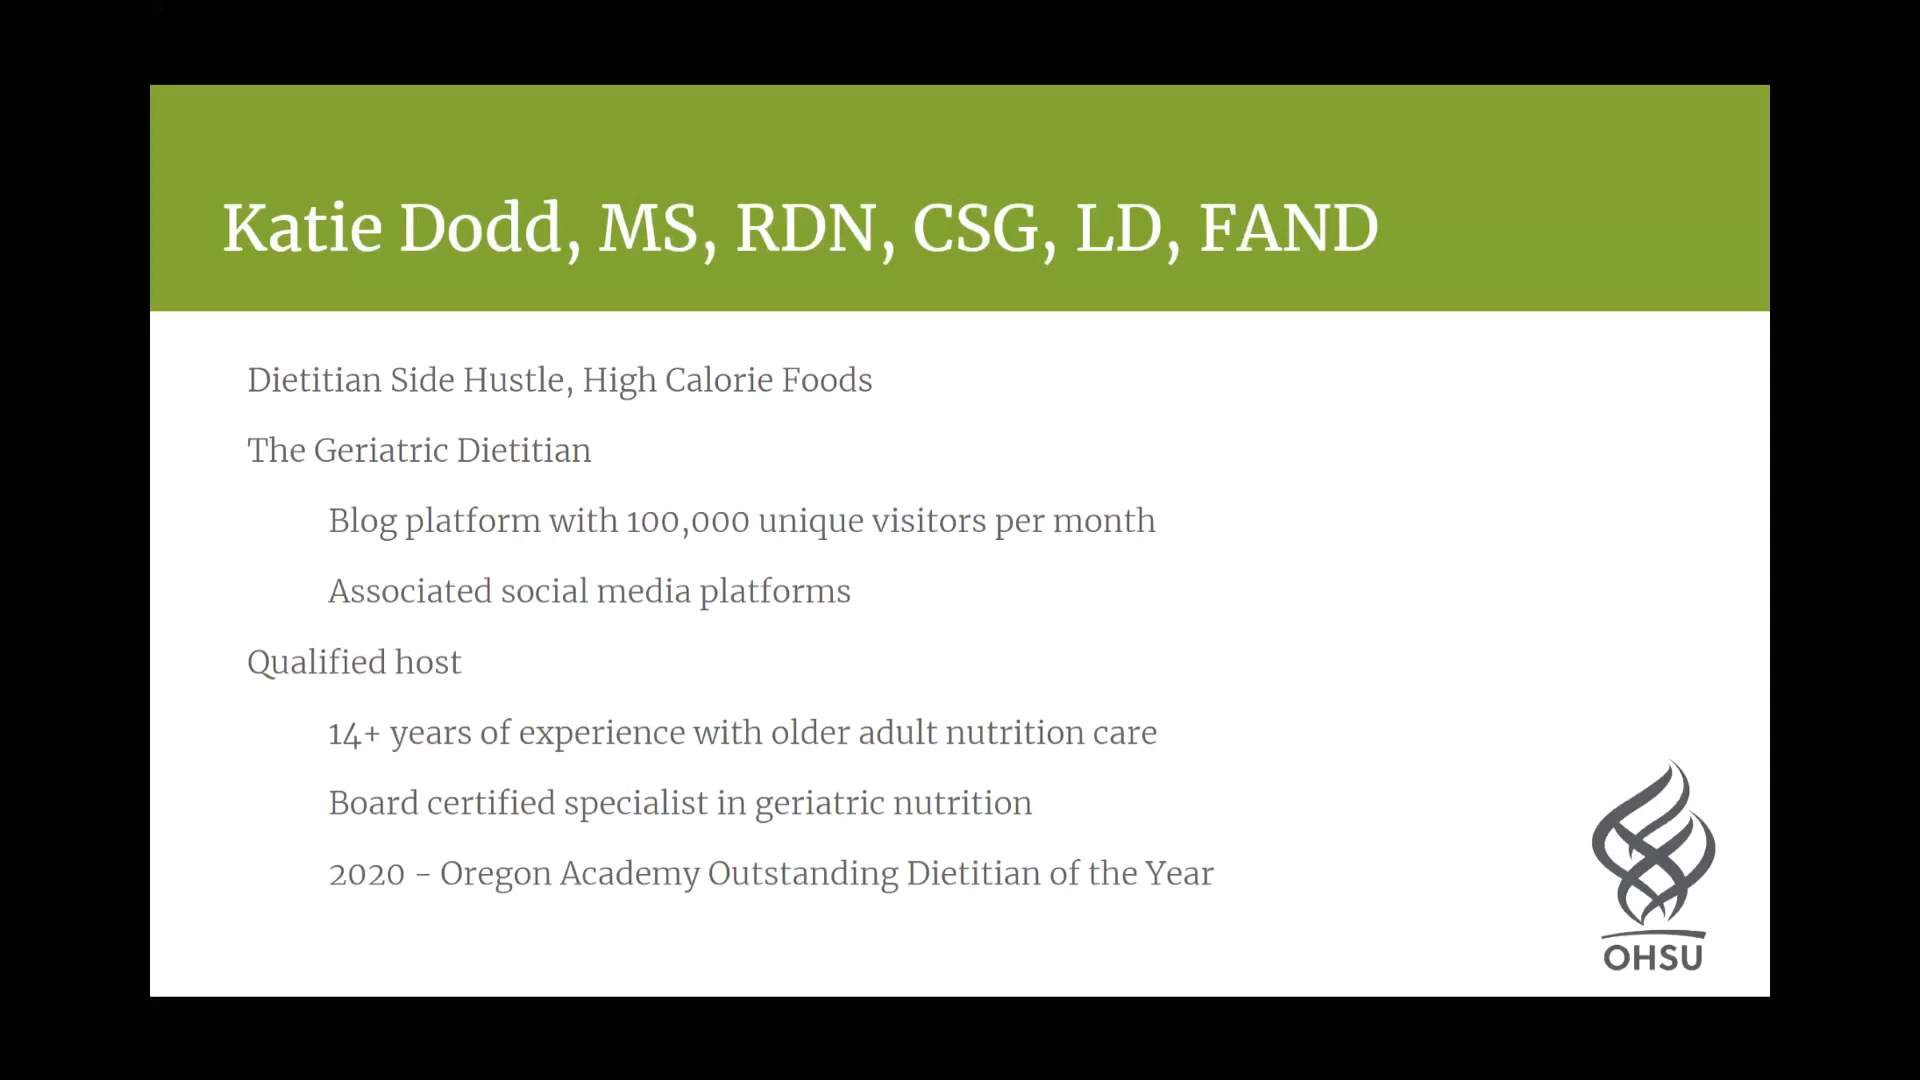 Katie Dodd, MS, RDN, CSG, LD, FAND
Dietitian Side Hustle, High Calorie Foods
The Geriatric Dietitian
Blog platform with 100,000 unique visitors per month
Associated social media platforms
Qualified host
14+ years of experience with older adult nutrition care
Board certified specialist in geriatric nutrition
2020 - Oregon Academy Outstanding Dietitian of the Year
OHSU